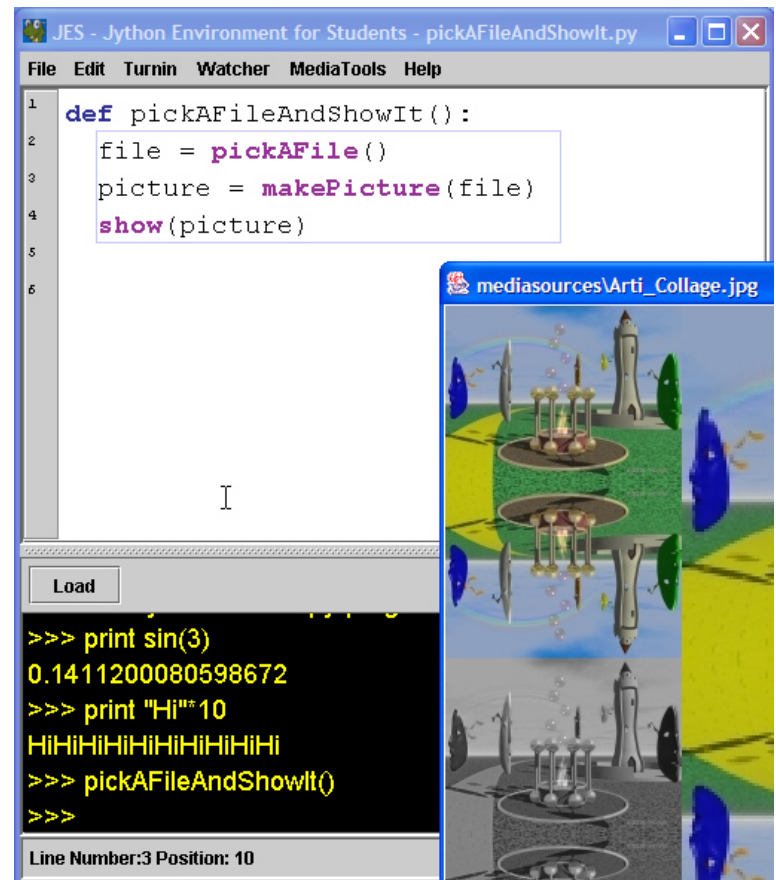 JES - Jython Environment for Students - pickAFileAndShowIt.py
File Edit Turnin Watcher MediaTools Help
1 def pickAFileAndShowIt():
2 file = pickAFile()
3 picture = makePicture(file)
4 show(picture)
5
6
mediasources\Arti_Collage.jpg
Load
>>> print sin(3)
0.1411200080598672
>>> print "Hi"*10
HiHiHiHiHiHiHiHiHiHi
>>> pickAFileAndShowIt()
>>>
Line Number:3 Position: 10